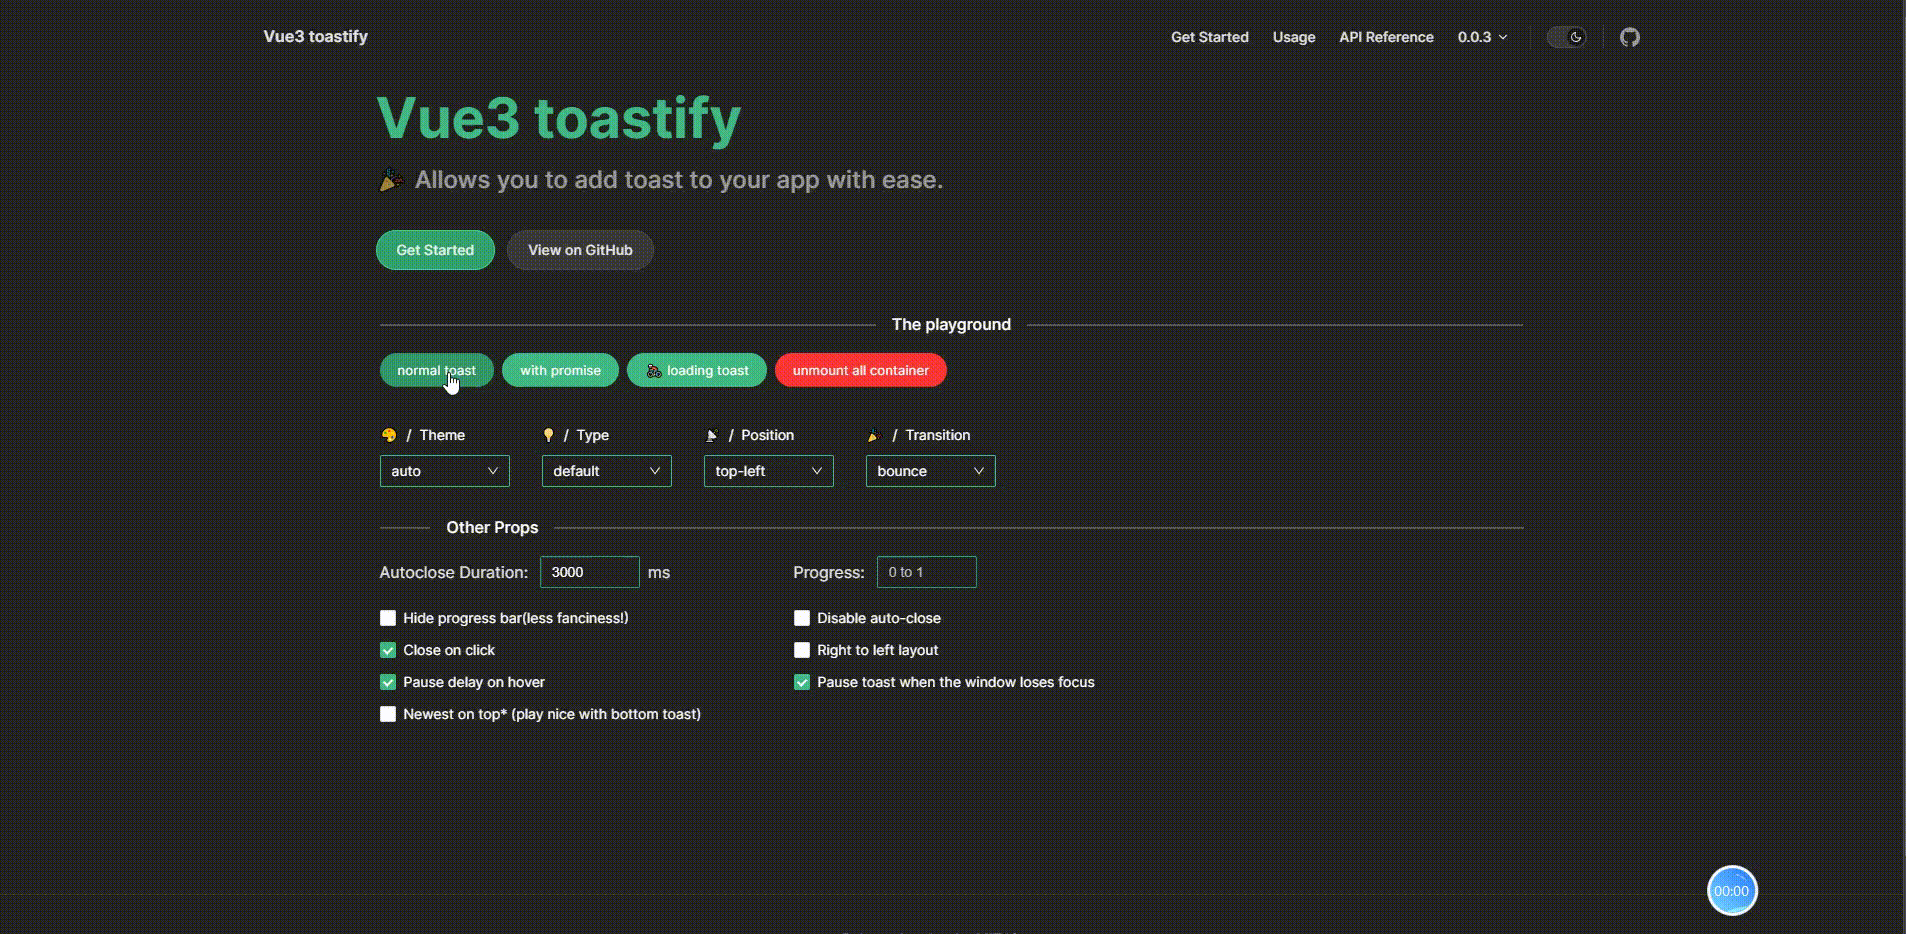 Vue3 toastify
Get Started Usage API Reference 0.0.3
Vue3 toastify
Allows you to add toast to your app with ease.
Get Started View on GitHub
The playground
normal toast with promise loading toast unmount all container
/ Theme / Type / Position / Transition
auto default top-left bounce
Other Props
Autoclose Duration: 3000 ms Progress: 0 to 1
Hide progress bar(less fanciness!) Disable auto-close
Close on click Right to left layout
Pause delay on hover Pause toast when the window loses focus
Newest on top* (play nice with bottom toast)
00:00